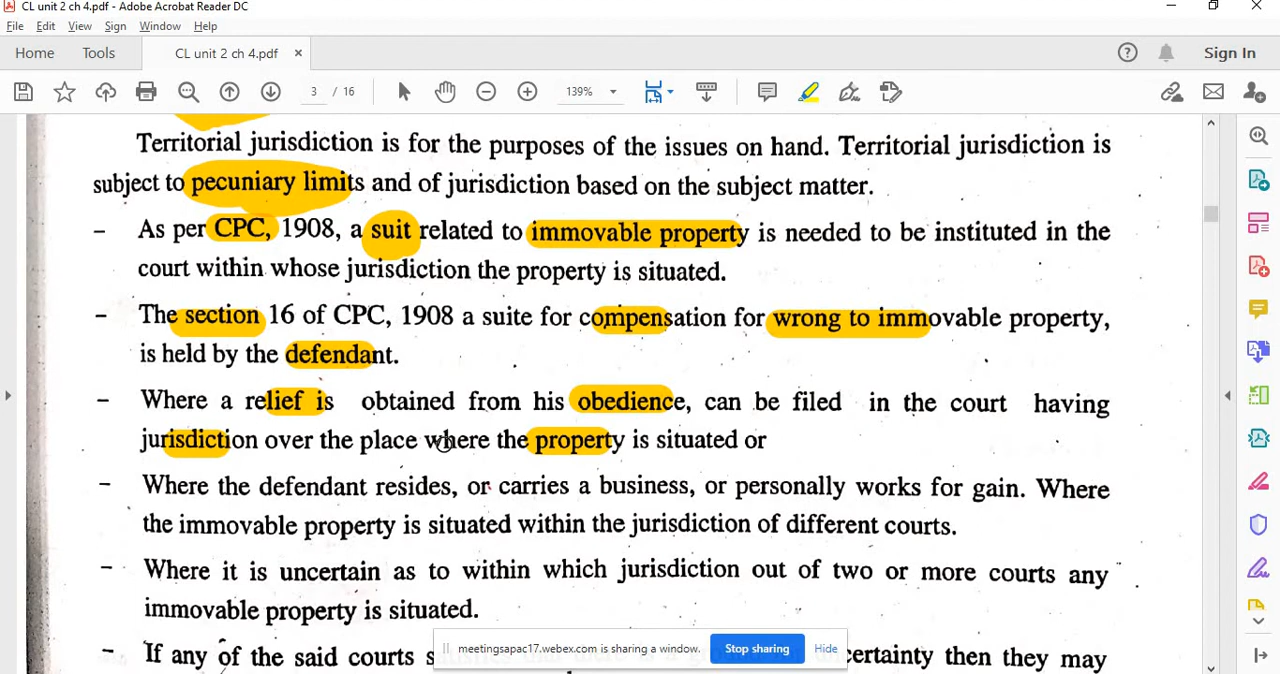 CL unit 2 ch 4.pdf - Adobe Acrobat Reader DC
File Edit View Sign Window Help
Home Tools CL unit 2 ch 4.pdf × Sign In
3 / 16 139%
Territorial jurisdiction is for the purposes of the issues on hand. Territorial jurisdiction is
subject to pecuniary limits and of jurisdiction based on the subject matter.
- As per CPC, 1908, a suit related to immovable property is needed to be instituted in the
court within whose jurisdiction the property is situated.
- The section 16 of CPC, 1908 a suite for compensation for wrong to immovable property,
is held by the defendant.
- Where a relief is obtained from his obedience, can be filed in the court having
jurisdiction over the place where the property is situated or
- Where the defendant resides, or carries a business, or personally works for gain. Where
the immovable property is situated within the jurisdiction of different courts.
- Where it is uncertain as to within which jurisdiction out of two or more courts any
immovable property is situated.
- If any of the said courts certainty then they may
meetingsapac17.webex.com is sharing a window. Stop sharing Hide